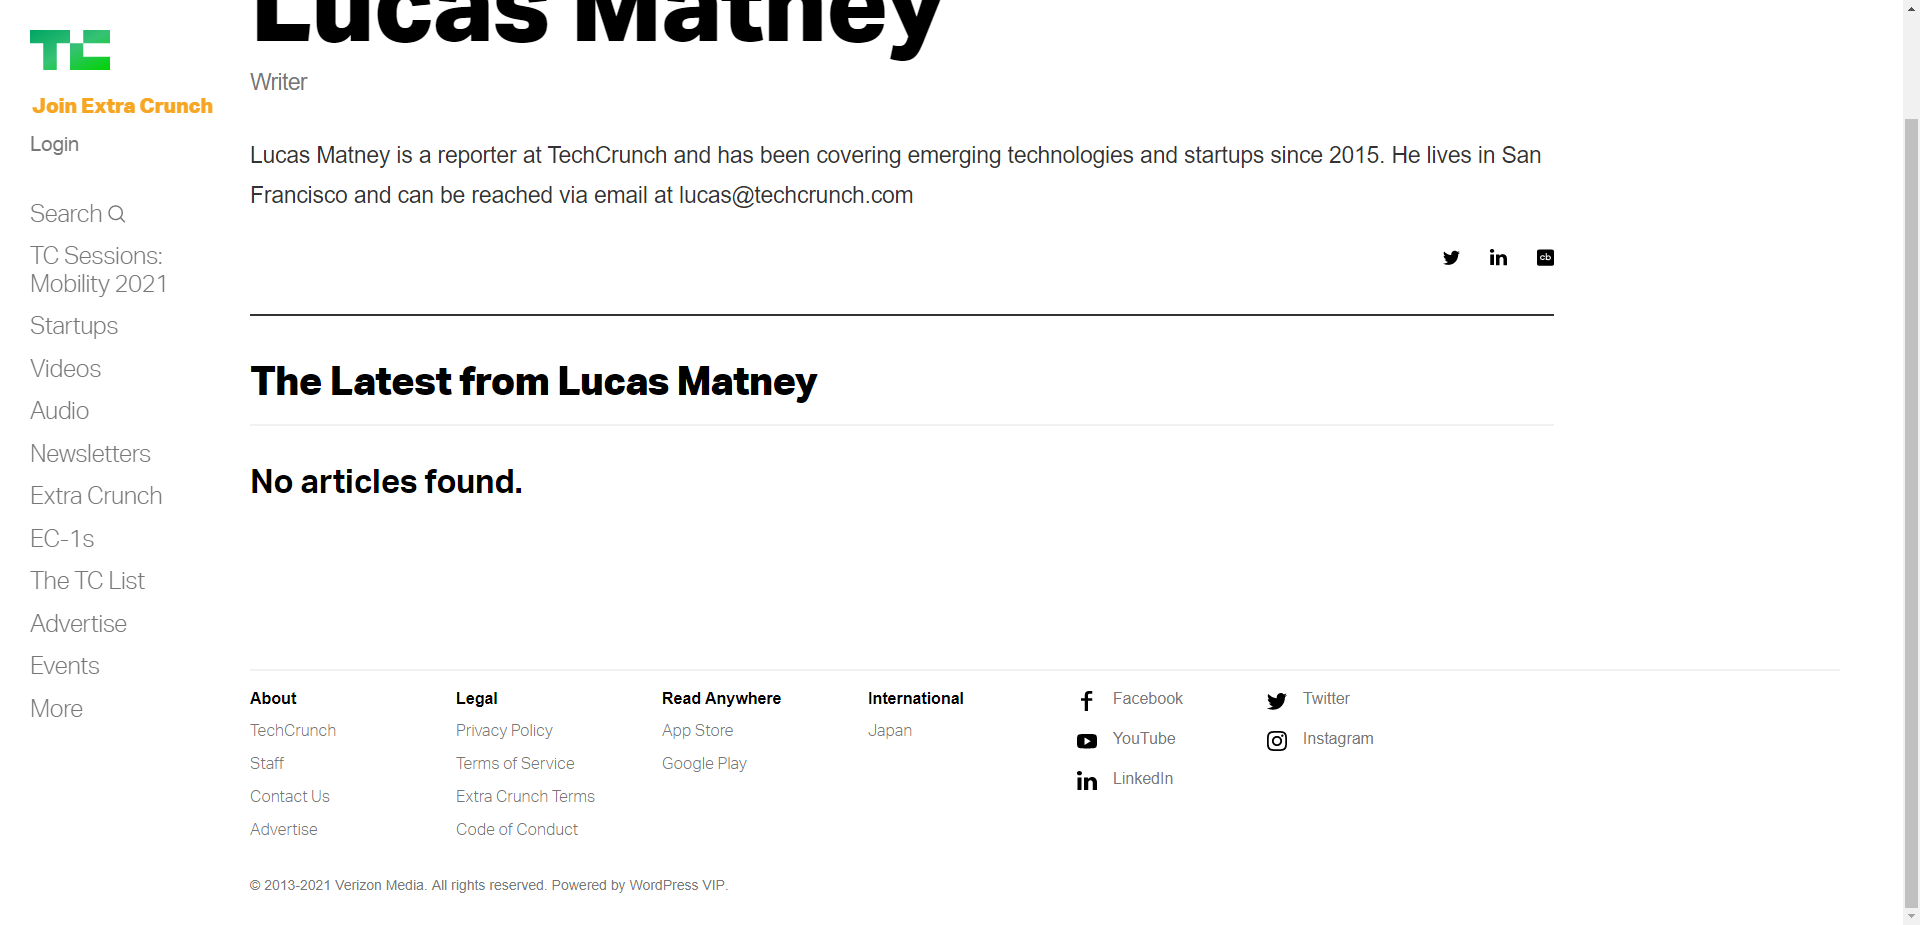 Lucas Matney
Writer
Lucas Matney is a reporter at TechCrunch and has been covering emerging technologies and startups since 2015. He lives in San
Francisco and can be reached via email at lucas@techcrunch.com
cb
TC
Join Extra Crunch
Login
Search
TC Sessions:
Mobility 2021
Startups
Videos
Audio
Newsletters
Extra Crunch
EC-1s
The TC List
Advertise
Events
More
The Latest from Lucas Matney
No articles found.
About
TechCrunch
Staff
Contact Us
Advertise
Legal
Privacy Policy
Terms of Service
Extra Crunch Terms
Code of Conduct
Read Anywhere
App Store
Google Play
International
Japan
Facebook
YouTube
LinkedIn
Twitter
Instagram
© 2013-2021 Verizon Media. All rights reserved. Powered by WordPress VIP.